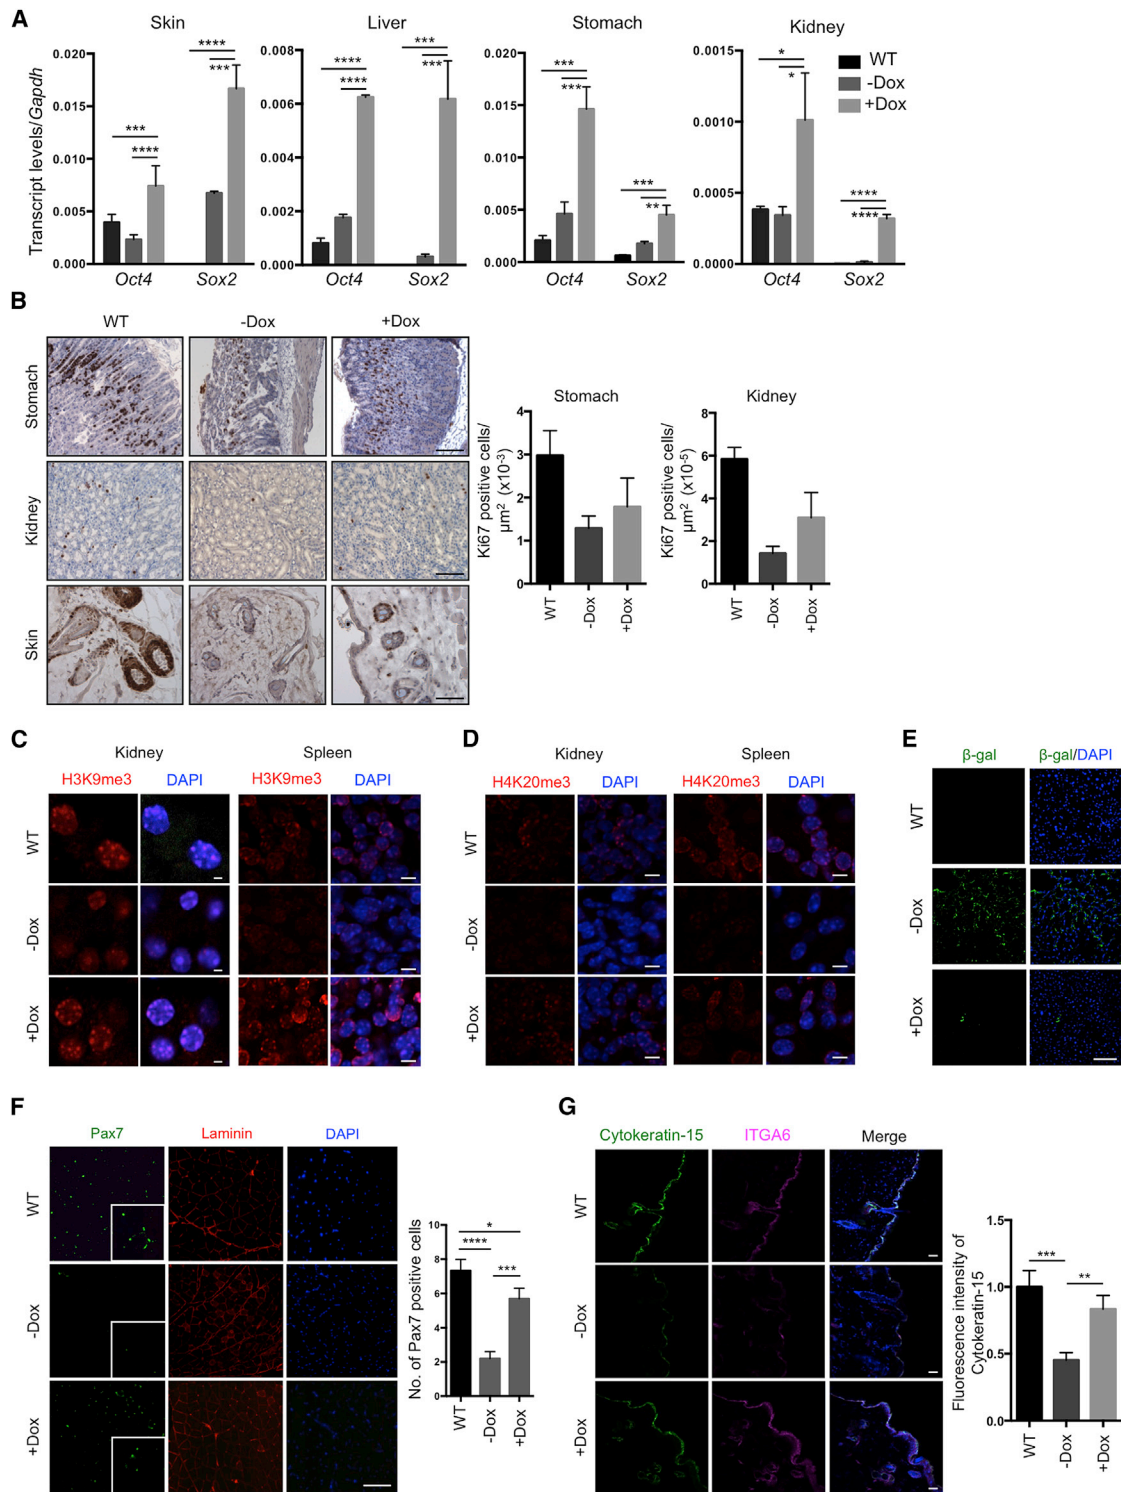 A
Skin
Liver
Stomach
Kidney
Transcript levels/Gapdh
0.020
0.015
0.010
0.005
0.000
*** **** **** ***
Oct4 Sox2
0.008
0.006
0.004
0.002
0.000
**** **** *** ***
Oct4 Sox2
0.020
0.015
0.010
0.005
0.000
*** *** *** **
Oct4 Sox2
0.0015
0.0010
0.0005
0.0000
* * **** ****
Oct4 Sox2
WT
-Dox
+Dox
B
WT -Dox +Dox
Stomach
Kidney
Skin
Stomach
Ki67 positive cells/
µm² (x10⁻³)
4
3
2
1
0
WT -Dox +Dox
Kidney
Ki67 positive cells/
µm² (x10⁻⁵)
8
6
4
2
0
WT -Dox +Dox
C
Kidney Spleen
H3K9me3 DAPI H3K9me3 DAPI
WT
-Dox
+Dox
D
Kidney Spleen
H4K20me3 DAPI H4K20me3 DAPI
WT
-Dox
+Dox
E
β-gal β-gal/DAPI
WT
-Dox
+Dox
F
Pax7 Laminin DAPI
WT
-Dox
+Dox
No. of Pax7 positive cells
10
8
6
4
2
0
* **** ***
WT -Dox +Dox
G
Cytokeratin-15 ITGA6 Merge
WT
-Dox
+Dox
Fluorescence intensity of
Cytokeratin-15
1.5
1.0
0.5
0.0
*** **
WT -Dox +Dox